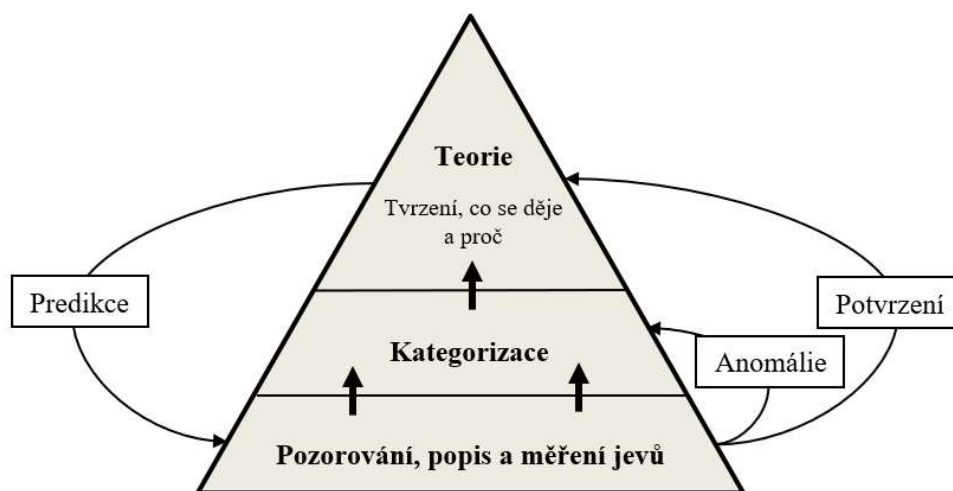 Teorie
Tvrzení, co se děje
a proč
Predikce
Potvrzení
Kategorizace
Anomálie
Pozorování, popis a měření jevů